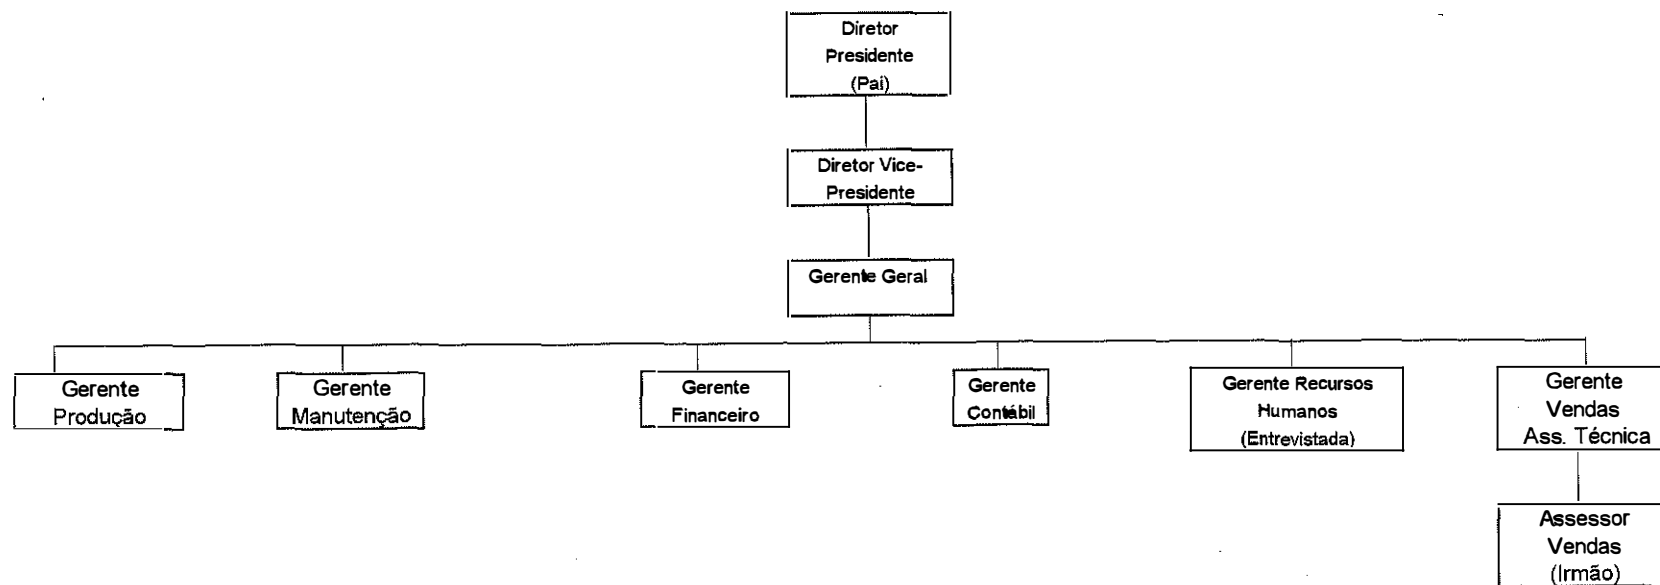 Diretor
Presidente
(Pai)
Diretor Vice-
Presidente
Gerente Geral
Gerente
Produção
Gerente
Manutenção
Gerente
Financeiro
Gerente
Contábil
Gerente Recursos
Humanos
(Entrevistada)
Gerente
Vendas
Ass. Técnica
Assessor
Vendas
(Irmão)